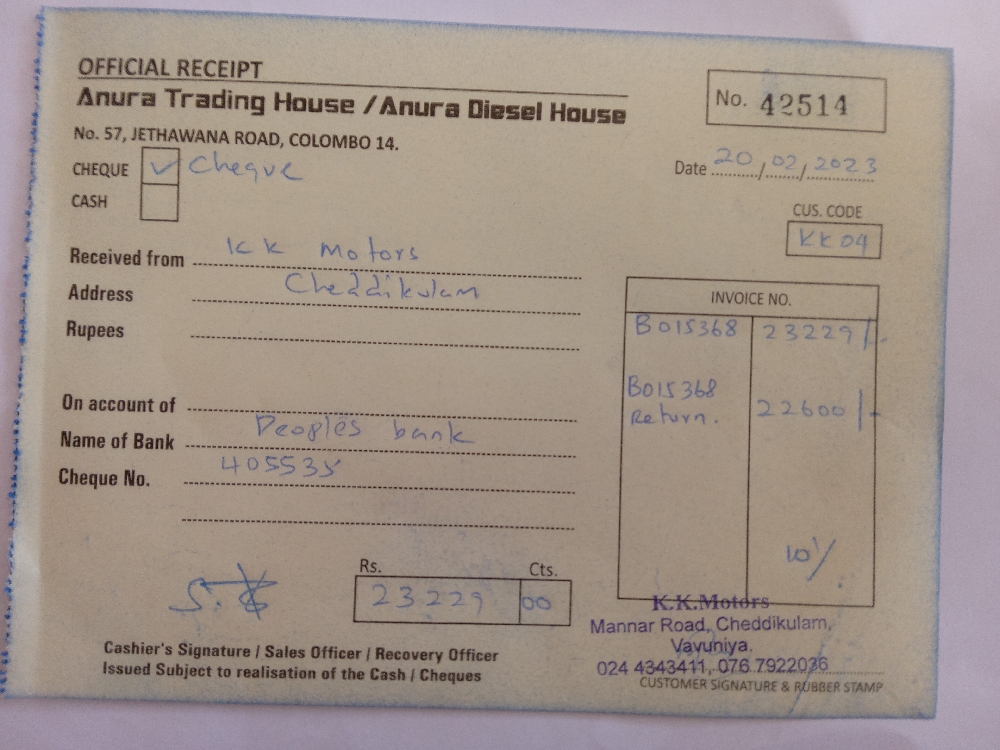 OFFICIAL RECEIPT
Anura Trading House / Anura Diesel House
No. 57, JETHAWANA ROAD, COLOMBO 14.
No. 42514
CHEQUE ✓ Cheque
CASH
Date 20/02/2023
CUS. CODE
KK 04
Received from KK Motors
Address Cheddikulam
Rupees
On account of
Name of Bank Peoples bank
Cheque No. 405535
INVOICE NO.
B015368 23229/-
B015368
Return. 22600/-
10%
Rs. Cts.
23229 00
Cashier's Signature / Sales Officer / Recovery Officer
Issued Subject to realisation of the Cash / Cheques
K.K.Motors
Mannar Road, Cheddikulam,
Vavuniya.
024 4343411, 076 7922036
CUSTOMER SIGNATURE & RUBBER STAMP